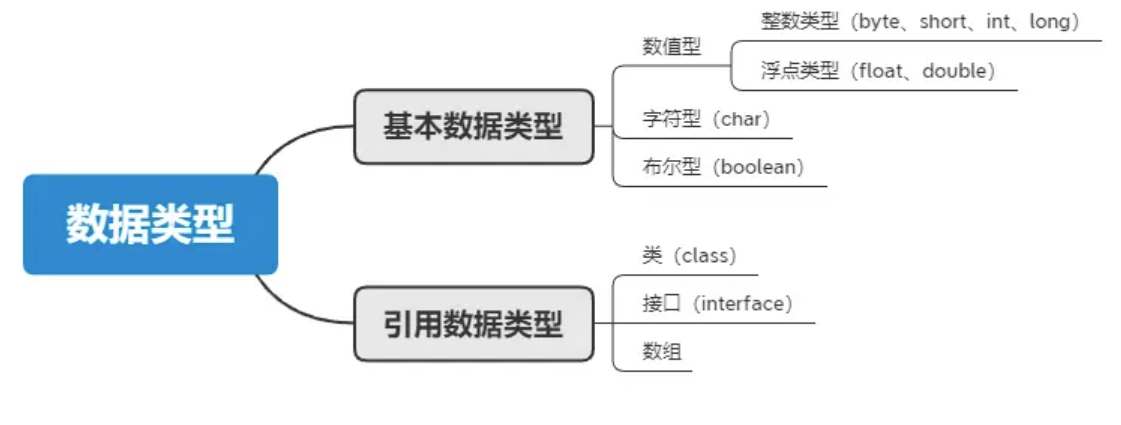 数据类型
基本数据类型
数值型
整数类型（byte、short、int、long）
浮点类型（float、double）
字符型（char）
布尔型（boolean）
引用数据类型
类（class）
接口（interface）
数组